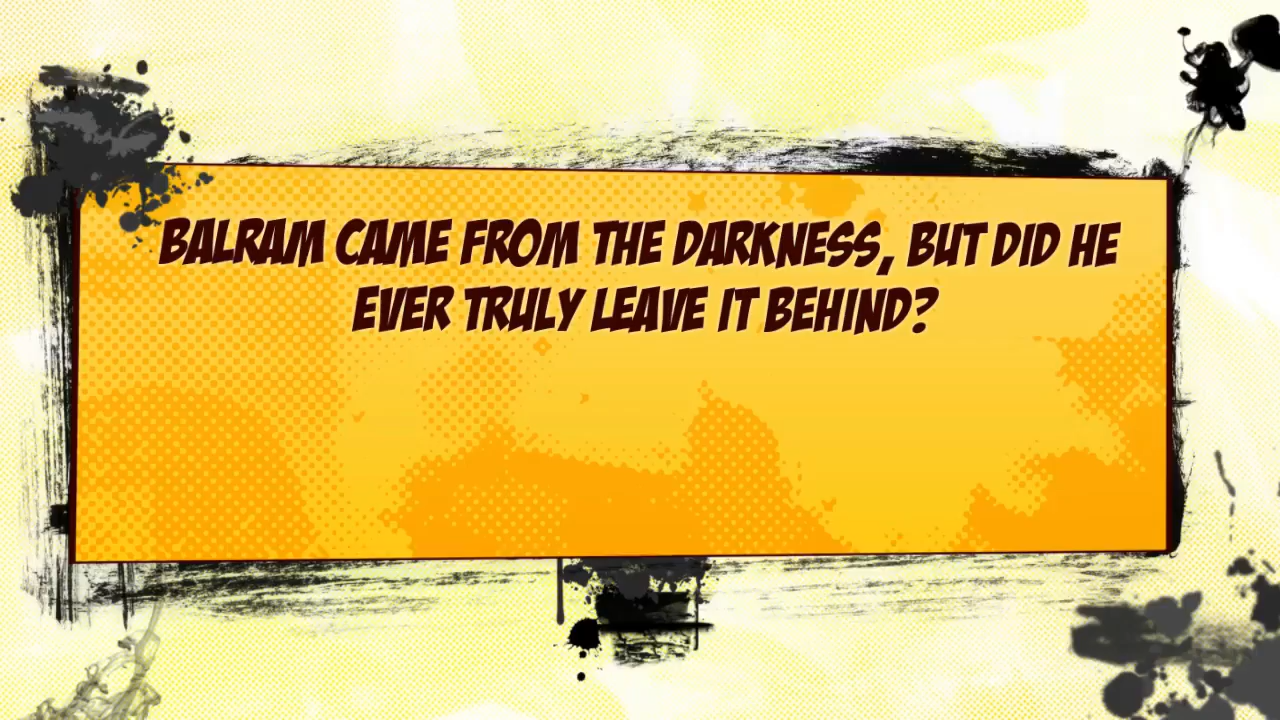 BALRAM CAME FROM THE DARKNESS, BUT DID HE
EVER TRULY LEAVE IT BEHIND?